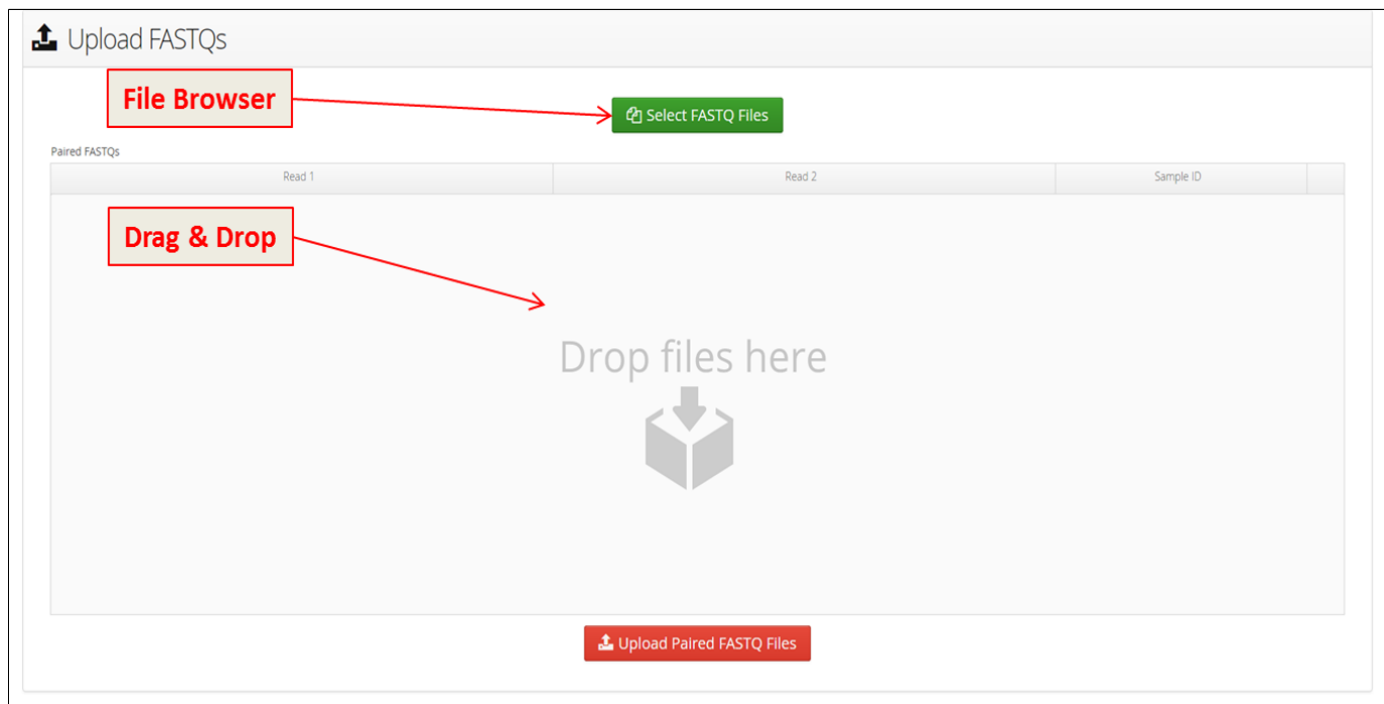 Upload FASTQs
File Browser
Select FASTQ Files
Paired FASTQs
Read 1 Read 2 Sample ID
Drag & Drop
Drop files here
Upload Paired FASTQ Files